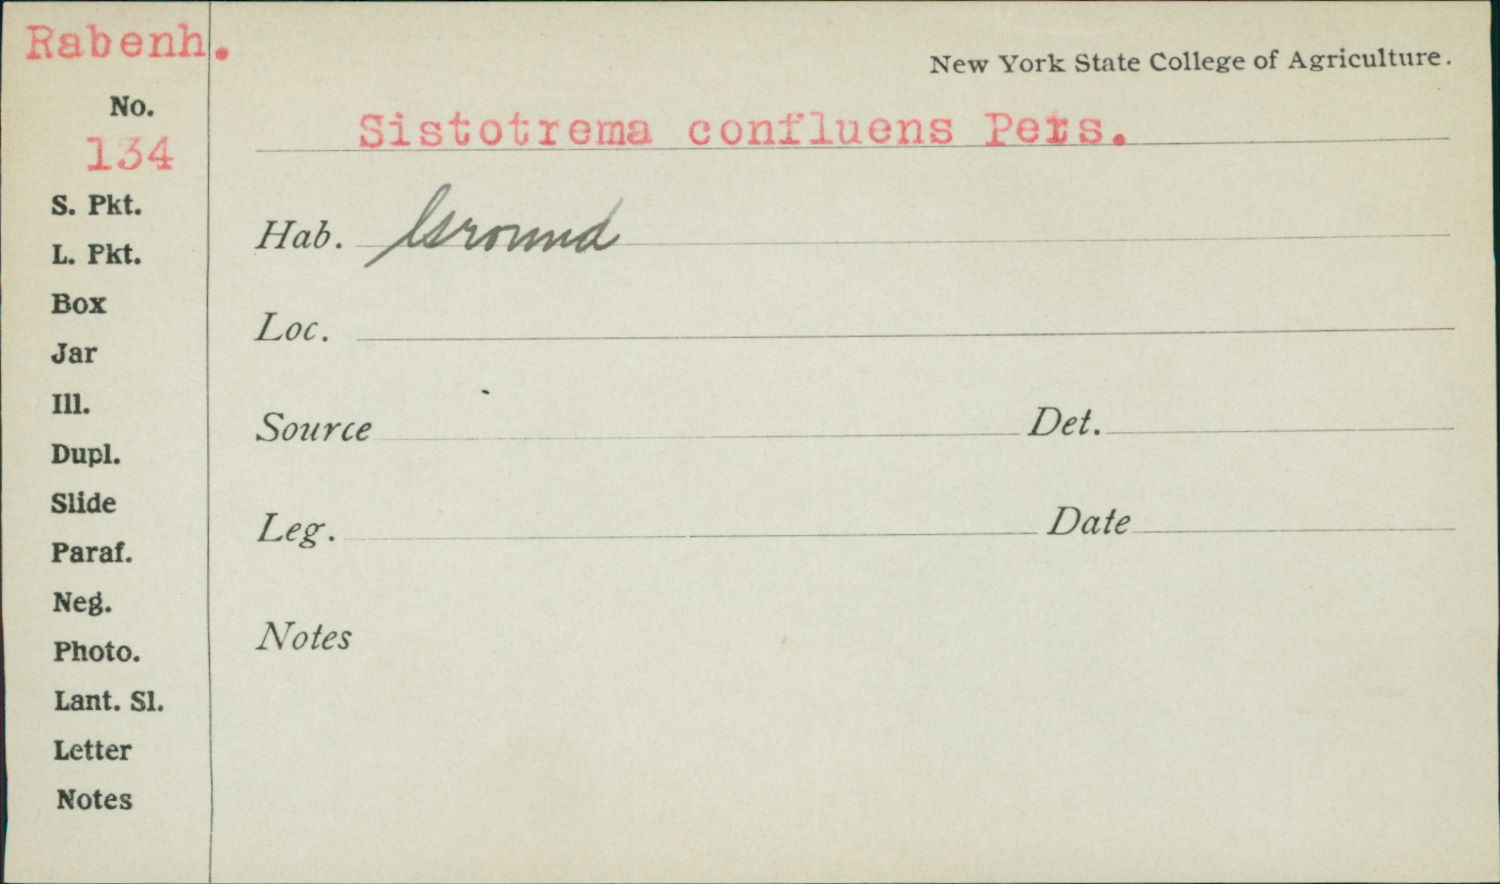 Rabenh.
New York State College of Agriculture.
No.
134
Sistotrema confluens Pers.
S. Pkt.
L. Pkt.
Box
Jar
Ill.
Dupl.
Slide
Paraf.
Neg.
Photo.
Lant. Sl.
Letter
Notes
Hab. Ground
Loc.
Source Det.
Leg. Date
Notes